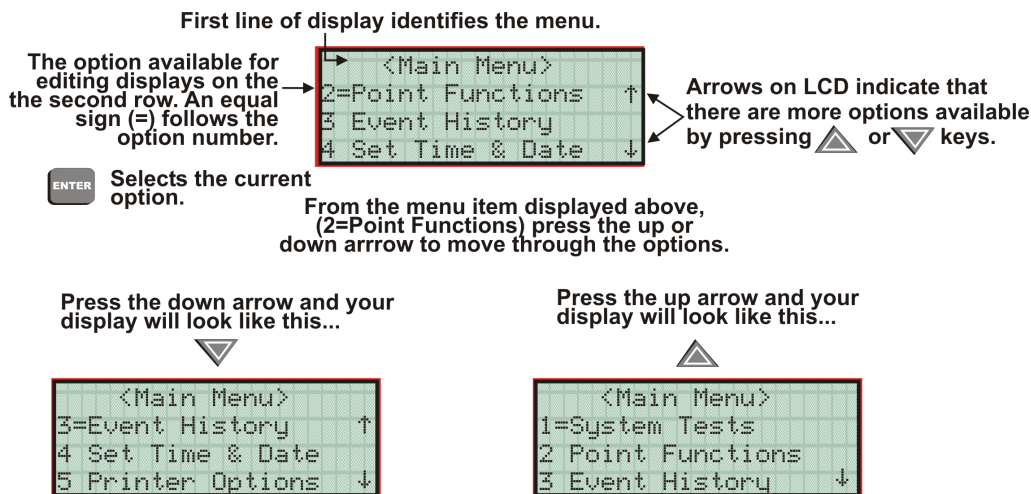 First line of display identifies the menu.
The option available for
editing displays on the
the second row. An equal
sign (=) follows the
option number.
<Main Menu>
2=Point Functions ↑
3 Event History
4 Set Time & Date ↓
Arrows on LCD indicate that
there are more options available
by pressing or keys.
ENTER
Selects the current
option.
From the menu item displayed above,
(2=Point Functions) press the up or
down arrrow to move through the options.
Press the down arrow and your
display will look like this...
<Main Menu>
3=Event History ↑
4 Set Time & Date
5 Printer Options ↓
Press the up arrow and your
display will look like this...
<Main Menu>
1=System Tests
2 Point Functions
3 Event History ↓